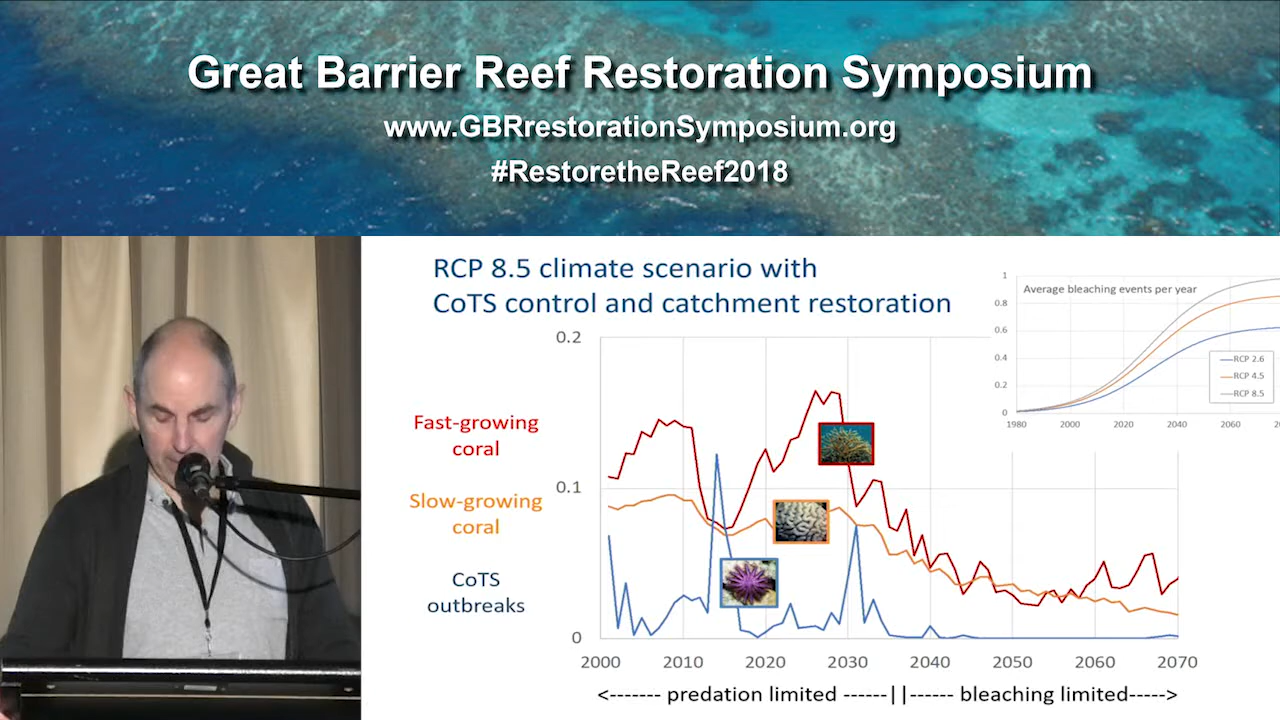 Great Barrier Reef Restoration Symposium
www.GBRrestorationSymposium.org
#RestoretheReef2018
RCP 8.5 climate scenario with
CoTS control and catchment restoration
Average bleaching events per year
1
0.8
0.6
0.4
0.2
0
RCP 2.6
RCP 4.5
RCP 8.5
1980 2000 2020 2040 2060
0.2
0.1
0
Fast-growing
coral
Slow-growing
coral
CoTS
outbreaks
2000 2010 2020 2030 2040 2050 2060 2070
<------- predation limited ------||------ bleaching limited----->